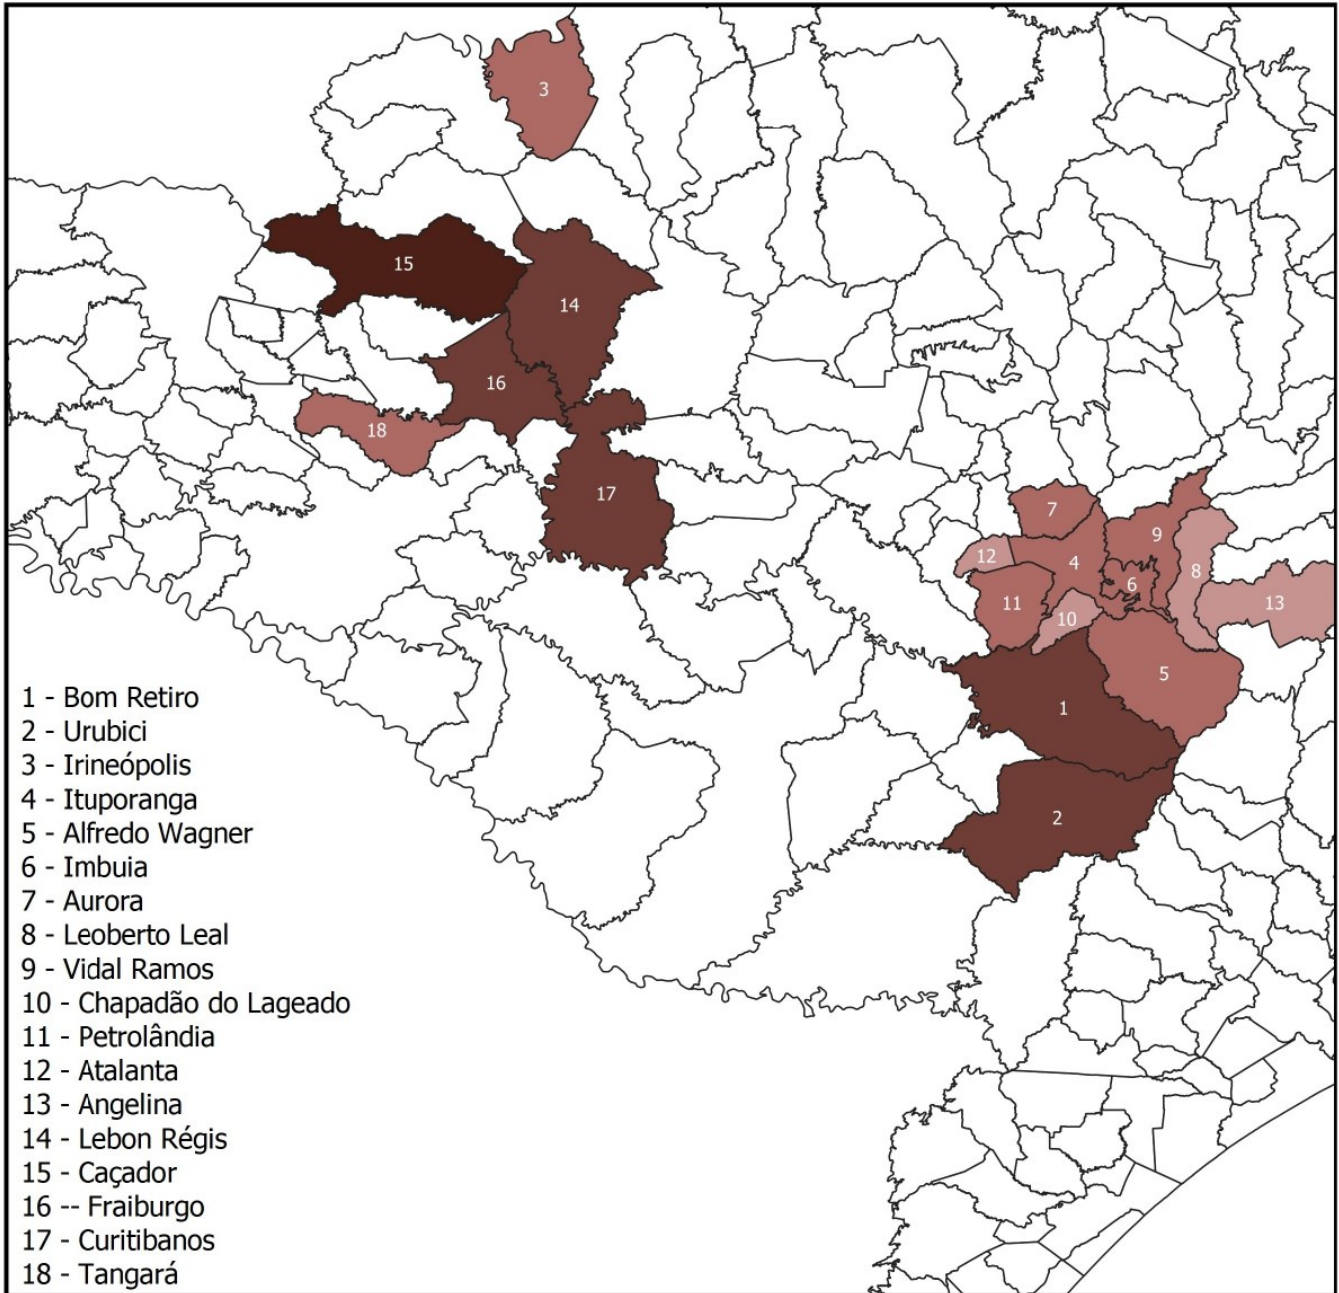 3
15
14
16
18
17
7
9
12
4
8
6
11
10
13
5
1
2
1 - Bom Retiro
2 - Urubici
3 - Irineópolis
4 - Ituporanga
5 - Alfredo Wagner
6 - Imbuia
7 - Aurora
8 - Leoberto Leal
9 - Vidal Ramos
10 - Chapadão do Lageado
11 - Petrolândia
12 - Atalanta
13 - Angelina
14 - Lebon Régis
15 - Caçador
16 -- Fraiburgo
17 - Curitibanos
18 - Tangará